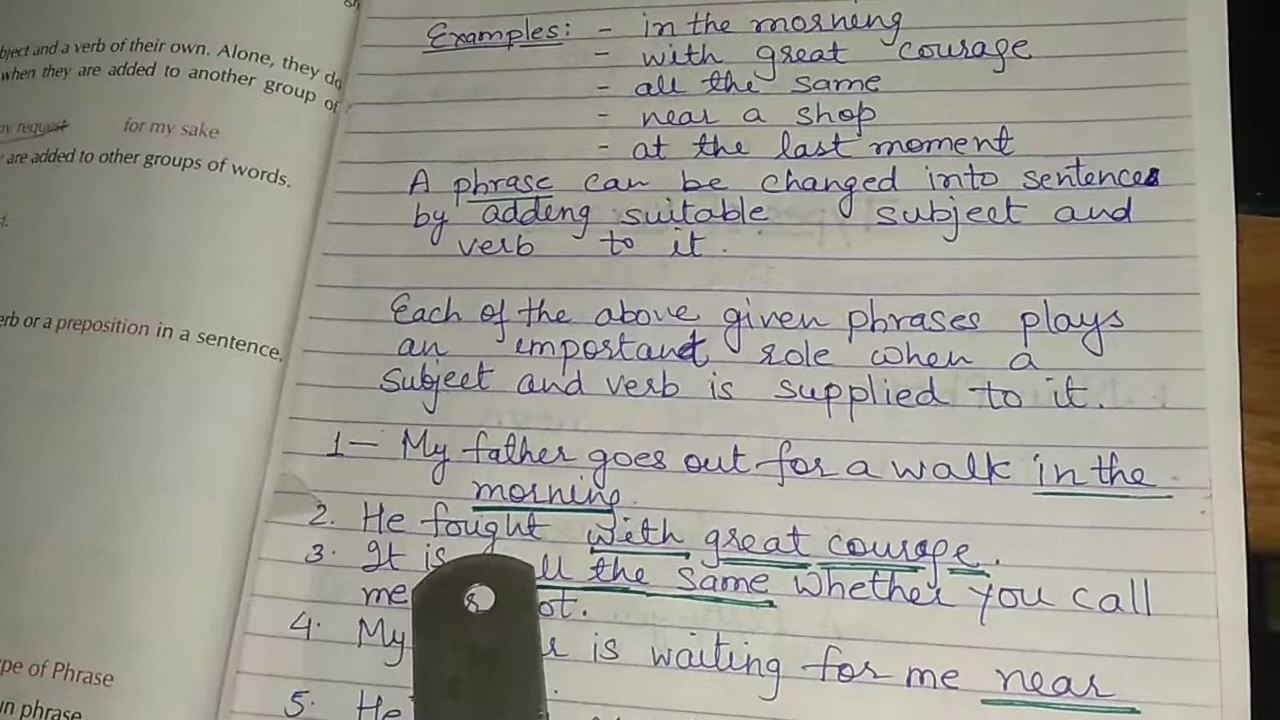 bject and a verb of their own. Alone, they do
when they are added to another group of
my request for my sake
are added to other groups of words.
erb or a preposition in a sentence.
pe of Phrase
in phrase
Examples: - in the morning
- with great courage
- all the same
- near a shop
- at the last moment
A phrase can be changed into sentences
by adding suitable subject and
verb to it.
Each of the above given phrases plays
an important role when a
subject and verb is supplied to it.
1- My father goes out for a walk in the
morning.
2. He fought with great courage.
3. It is ll the same whether you call
me ot.
4. My r is waiting for me near
5. He